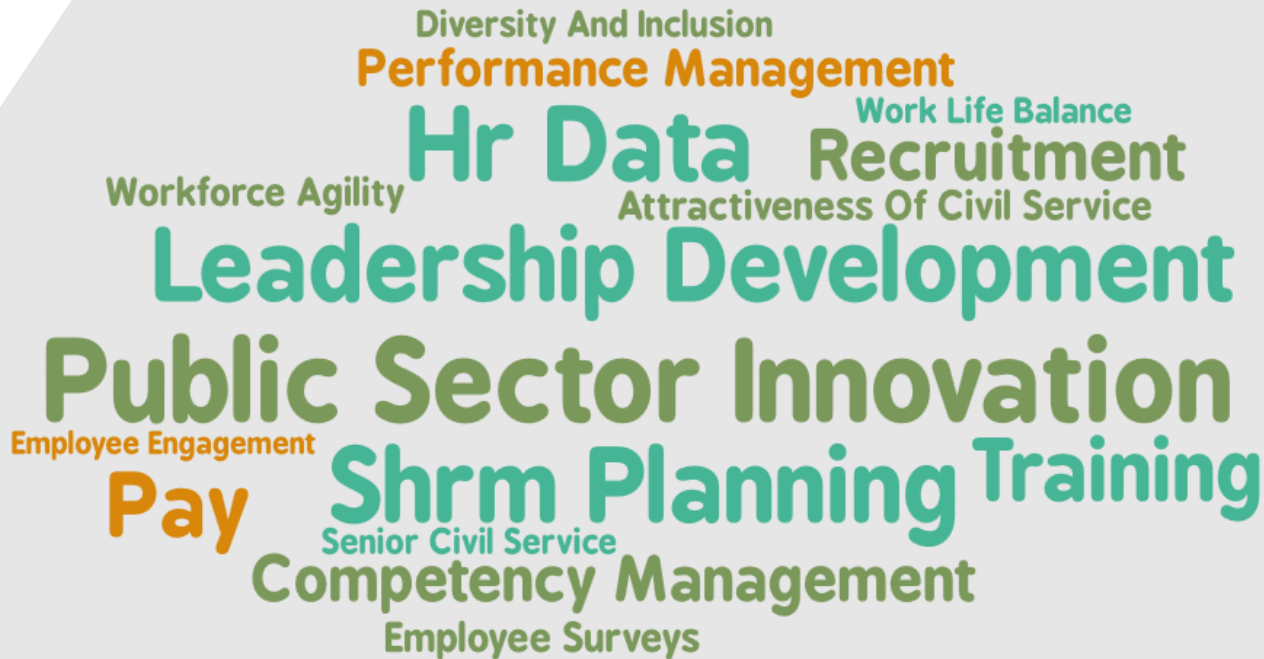 Diversity And Inclusion
Performance Management
Work Life Balance
Hr Data
Recruitment
Workforce Agility
Attractiveness Of Civil Service
Leadership Development
Public Sector Innovation
Employee Engagement
Shrm Planning
Training
Pay
Senior Civil Service
Competency Management
Employee Surveys